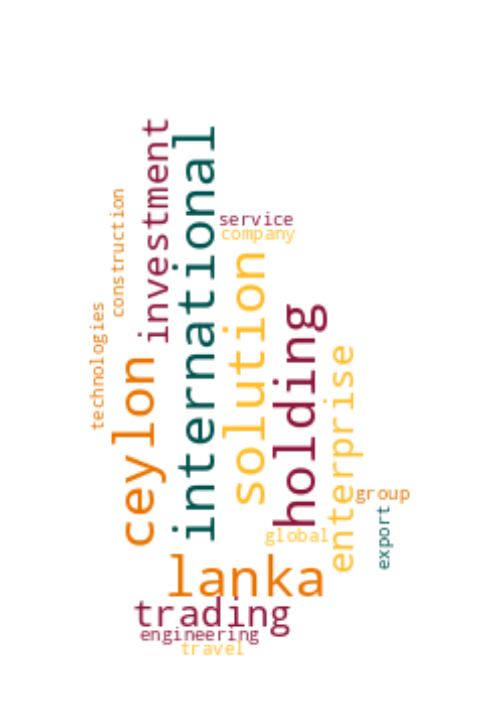 investment
international
construction
service
company
solution
technologies
holding
enterprise
ceylon
group
export
global
lanka
trading
engineering
travel